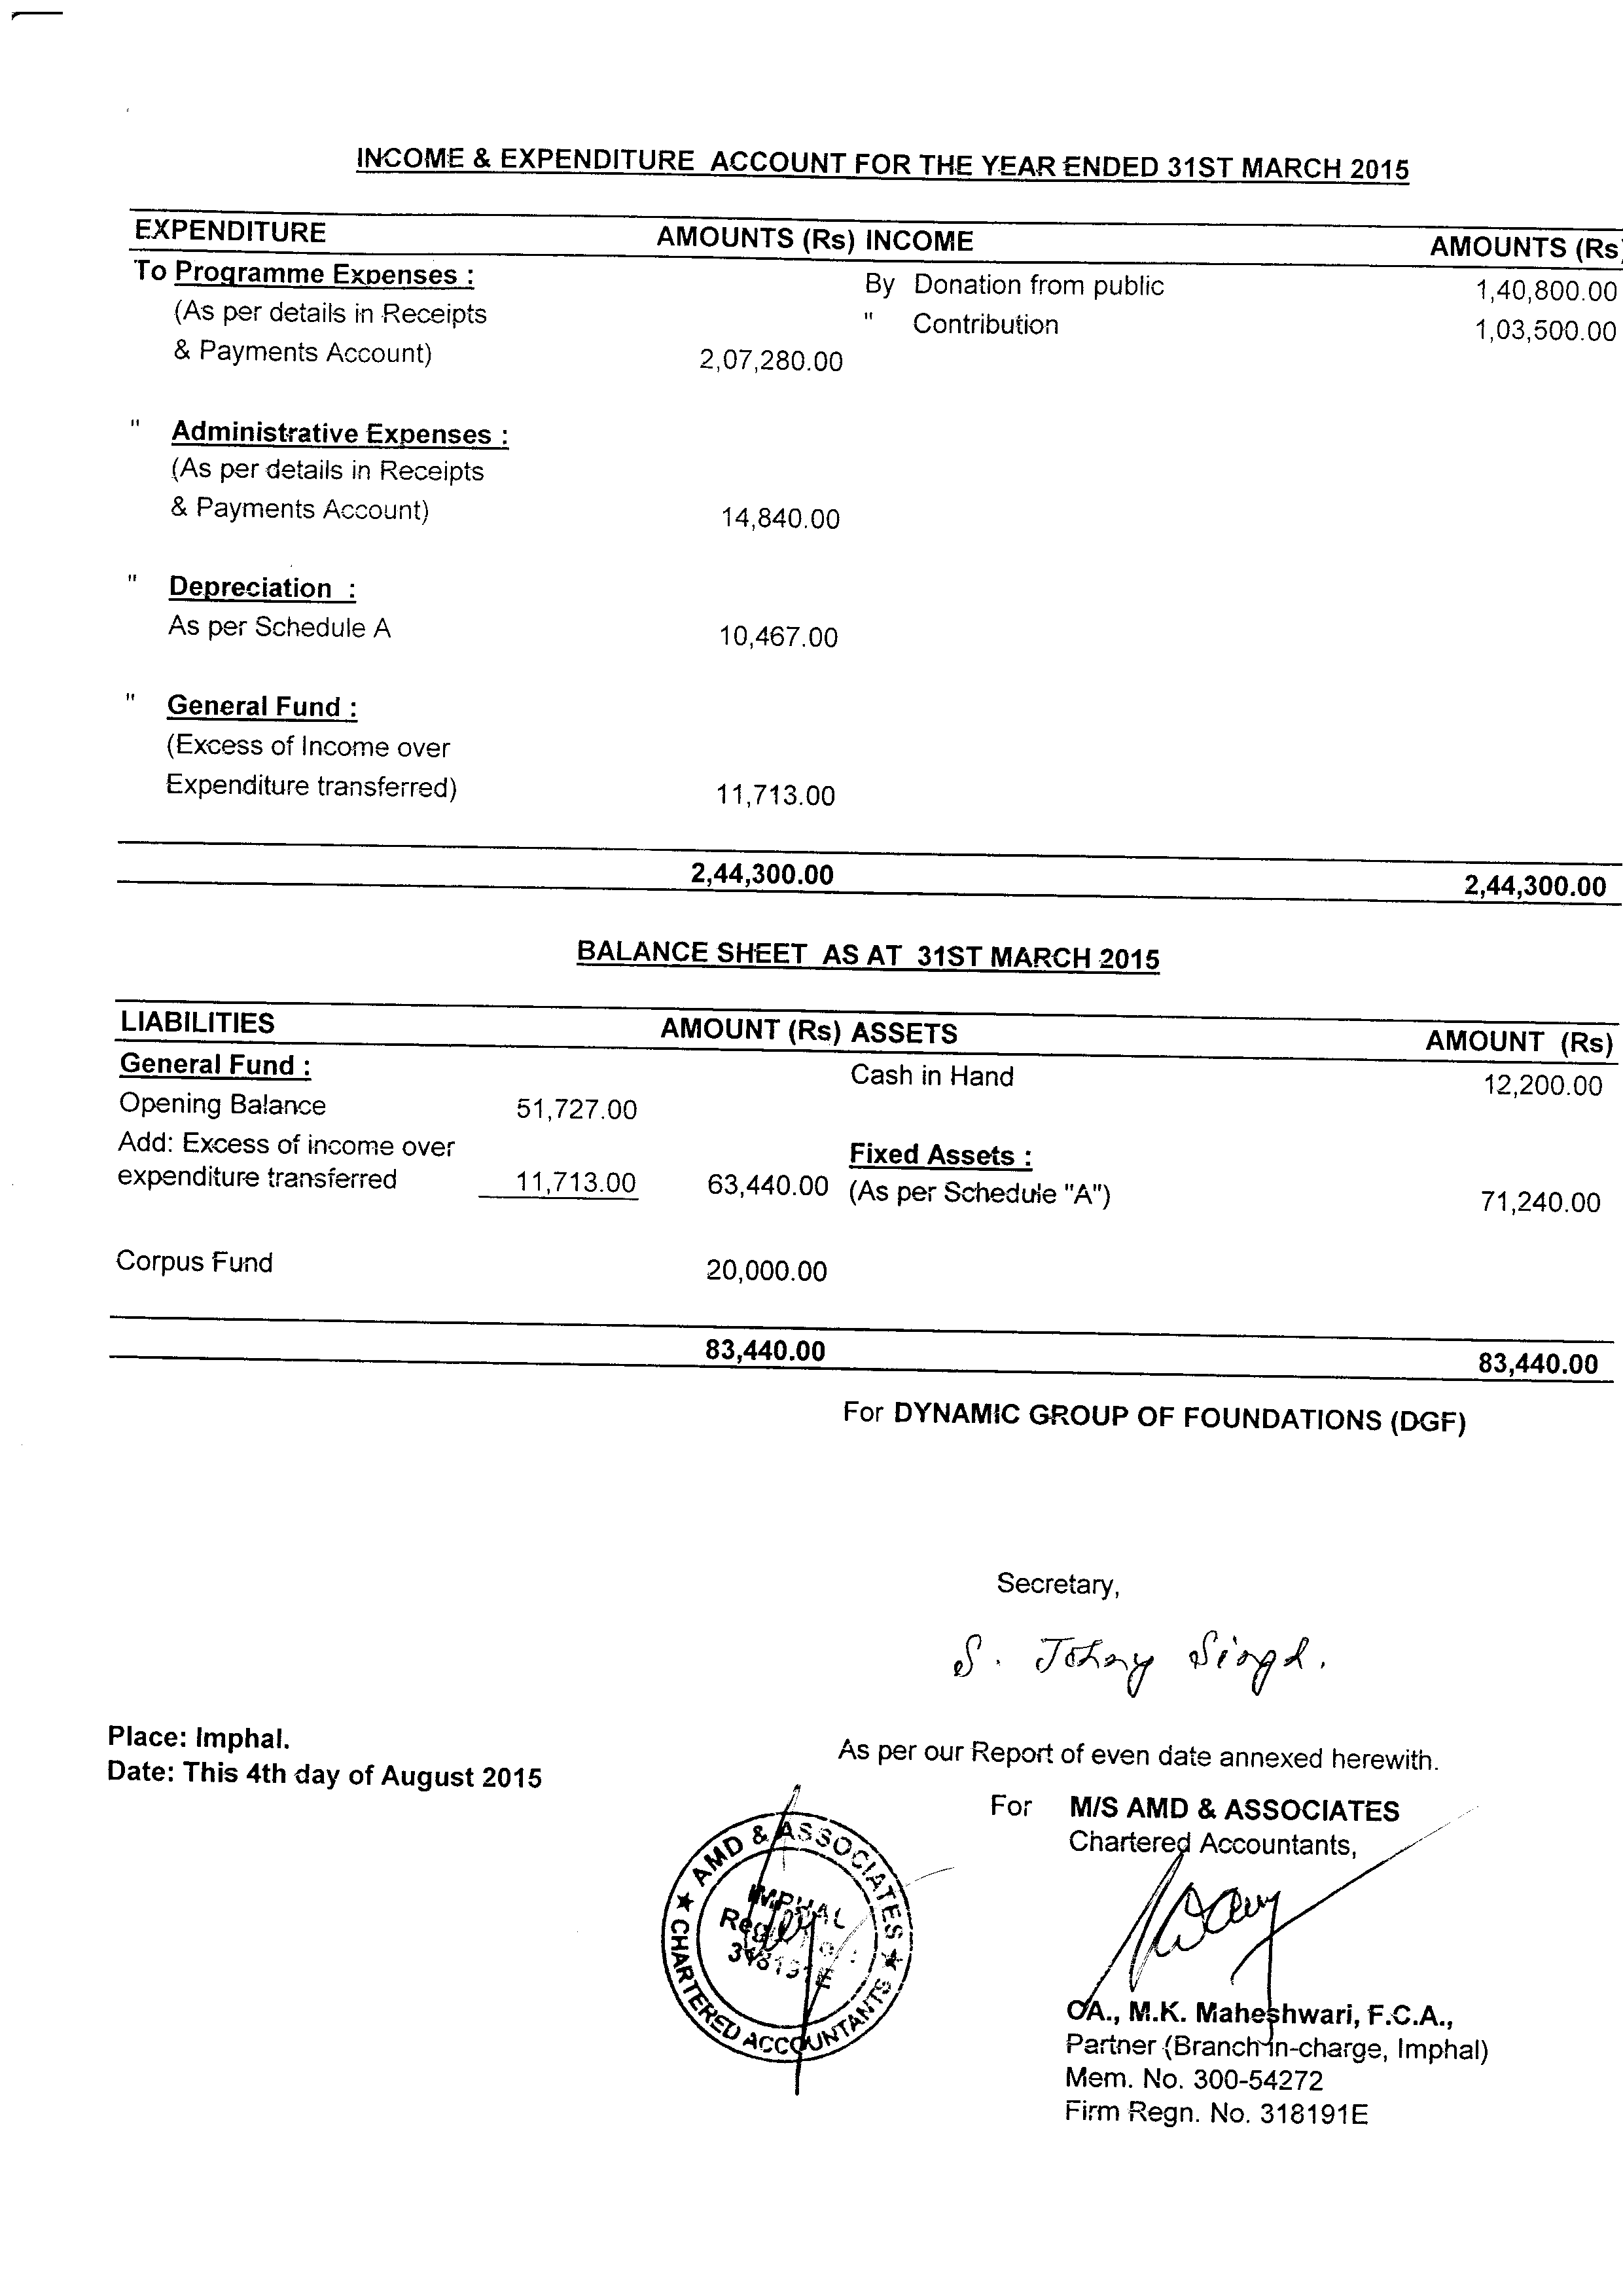 INCOME & EXPENDITURE ACCOUNT FOR THE YEAR ENDED 31ST MARCH 2015
EXPENDITURE AMOUNTS (Rs) INCOME AMOUNTS (Rs)
To Programme Expenses : By Donation from public 1,40,800.00
(As per details in Receipts " Contribution 1,03,500.00
& Payments Account) 2,07,280.00
" Administrative Expenses :
(As per details in Receipts
& Payments Account) 14,840.00
" Depreciation :
As per Schedule A 10,467.00
" General Fund :
(Excess of Income over
Expenditure transferred) 11,713.00
2,44,300.00 2,44,300.00
BALANCE SHEET AS AT 31ST MARCH 2015
LIABILITIES AMOUNT (Rs) ASSETS AMOUNT (Rs)
General Fund : Cash in Hand 12,200.00
Opening Balance 51,727.00
Add: Excess of income over Fixed Assets :
expenditure transferred 11,713.00 63,440.00 (As per Schedule "A") 71,240.00
Corpus Fund 20,000.00
83,440.00 83,440.00
For DYNAMIC GROUP OF FOUNDATIONS (DGF)
Secretary,
S. Johny Singh.
Place: Imphal.
Date: This 4th day of August 2015
As per our Report of even date annexed herewith.
For M/S AMD & ASSOCIATES
Chartered Accountants,
★ AMD & ASSOCIATES ★
CHARTERED ACCOUNTANTS
IMPHAL
318191E
CA., M.K. Maheshwari, F.C.A.,
Partner (Branch-in-charge, Imphal)
Mem. No. 300-54272
Firm Regn. No. 318191E